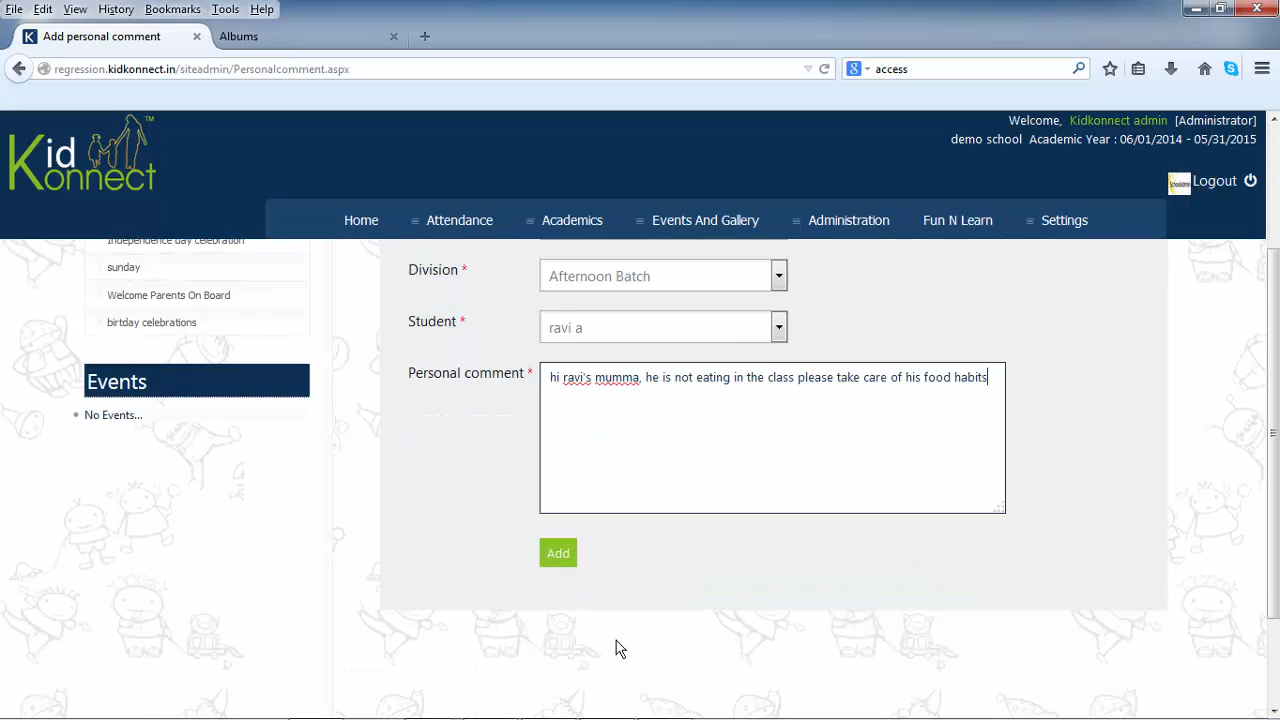 File Edit View History Bookmarks Tools Help
K Add personal comment × Albums × +
regression.kidkonnect.in/siteadmin/Personalcomment.aspx
8 access
Kid Konnect ™
Welcome, Kidkonnect admin [Administrator]
demo school Academic Year : 06/01/2014 - 05/31/2015
Logout
Home Attendance Academics Events And Gallery Administration Fun N Learn Settings
Independence day celebration
sunday
Welcome Parents On Board
birtday celebrations
Events
No Events...
Division * Afternoon Batch
Student * ravi a
Personal comment * hi ravi's mumma, he is not eating in the class please take care of his food habits
Add